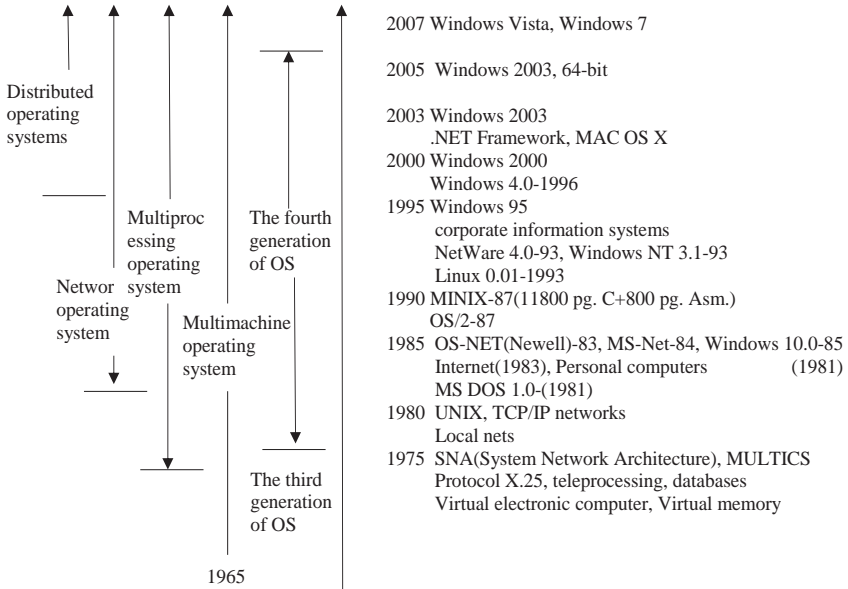 Distributed
operating
systems
Networ
operating
system
Multiproc
essing
operating
system
Multimachine
operating
system
1965
The fourth
generation
of OS
The third
generation
of OS
2007 Windows Vista, Windows 7
2005 Windows 2003, 64-bit
2003 Windows 2003
.NET Framework, MAC OS X
2000 Windows 2000
Windows 4.0-1996
1995 Windows 95
corporate information systems
NetWare 4.0-93, Windows NT 3.1-93
Linux 0.01-1993
1990 MINIX-87(11800 pg. C+800 pg. Asm.)
OS/2-87
1985 OS-NET(Newell)-83, MS-Net-84, Windows 10.0-85
Internet(1983), Personal computers (1981)
MS DOS 1.0-(1981)
1980 UNIX, TCP/IP networks
Local nets
1975 SNA(System Network Architecture), MULTICS
Protocol X.25, teleprocessing, databases
Virtual electronic computer, Virtual memory